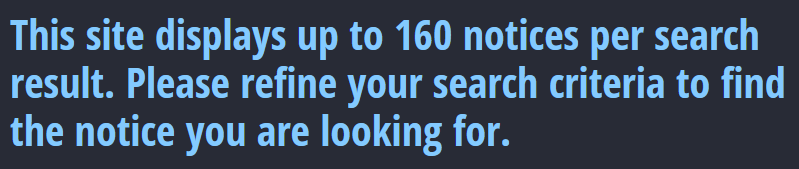 This site displays up to 160 notices per search
result. Please refine your search criteria to find
the notice you are looking for.